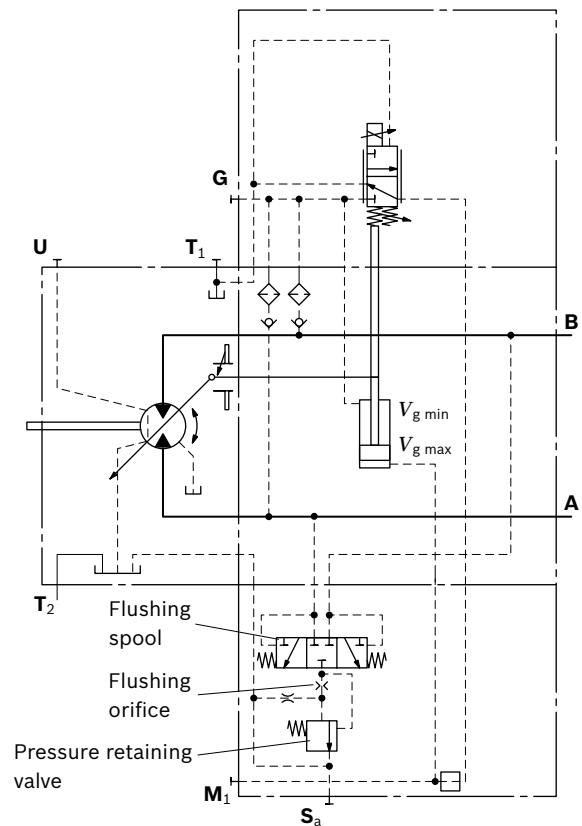 G
U
T1
B
Vg min
Vg max
A
T2
Flushing
spool
Flushing
orifice
Pressure retaining
valve
M1
Sa